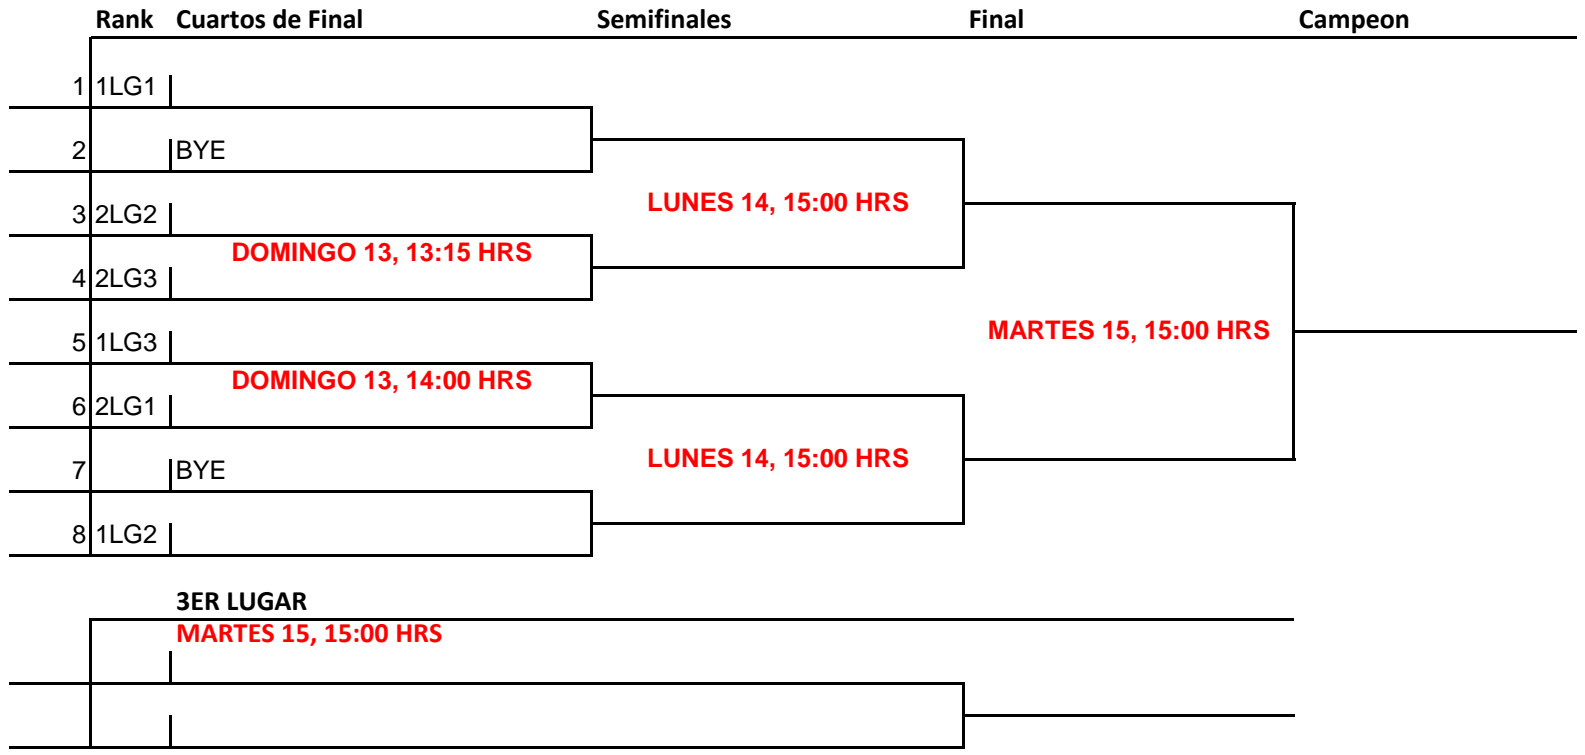 Rank Cuartos de Final Semifinales Final Campeon
1 1LG1
2 BYE
LUNES 14, 15:00 HRS
3 2LG2
DOMINGO 13, 13:15 HRS
4 2LG3
MARTES 15, 15:00 HRS
5 1LG3
DOMINGO 13, 14:00 HRS
6 2LG1
LUNES 14, 15:00 HRS
7 BYE
8 1LG2
3ER LUGAR
MARTES 15, 15:00 HRS